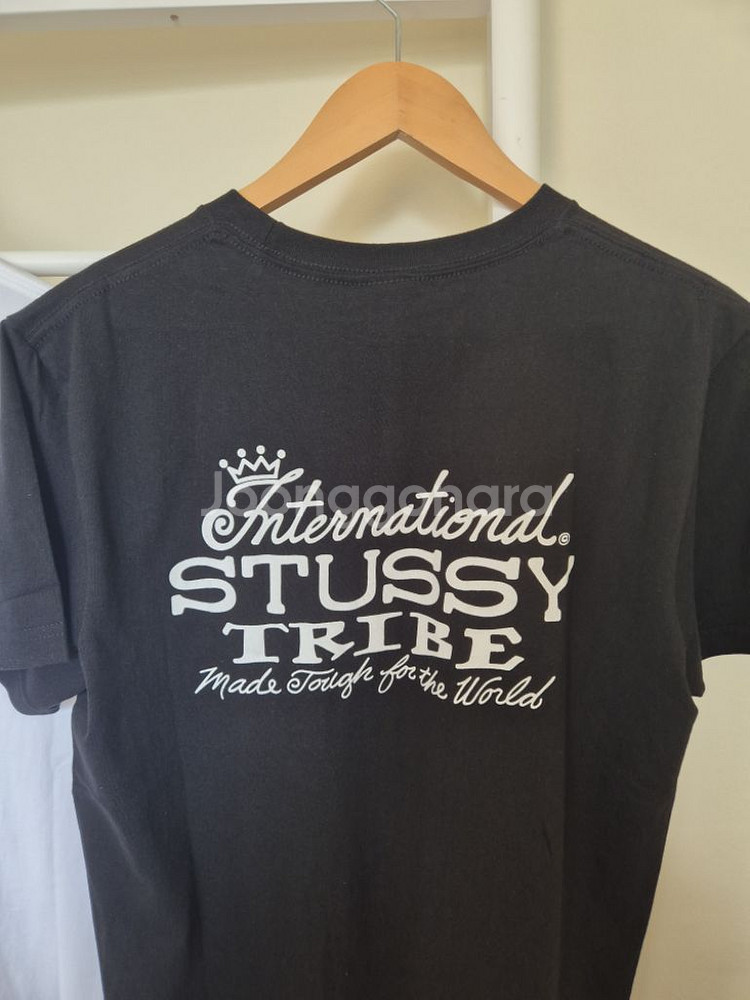 Joonggonara
International ©
STUSSY
TRIBE
Made Tough for the World